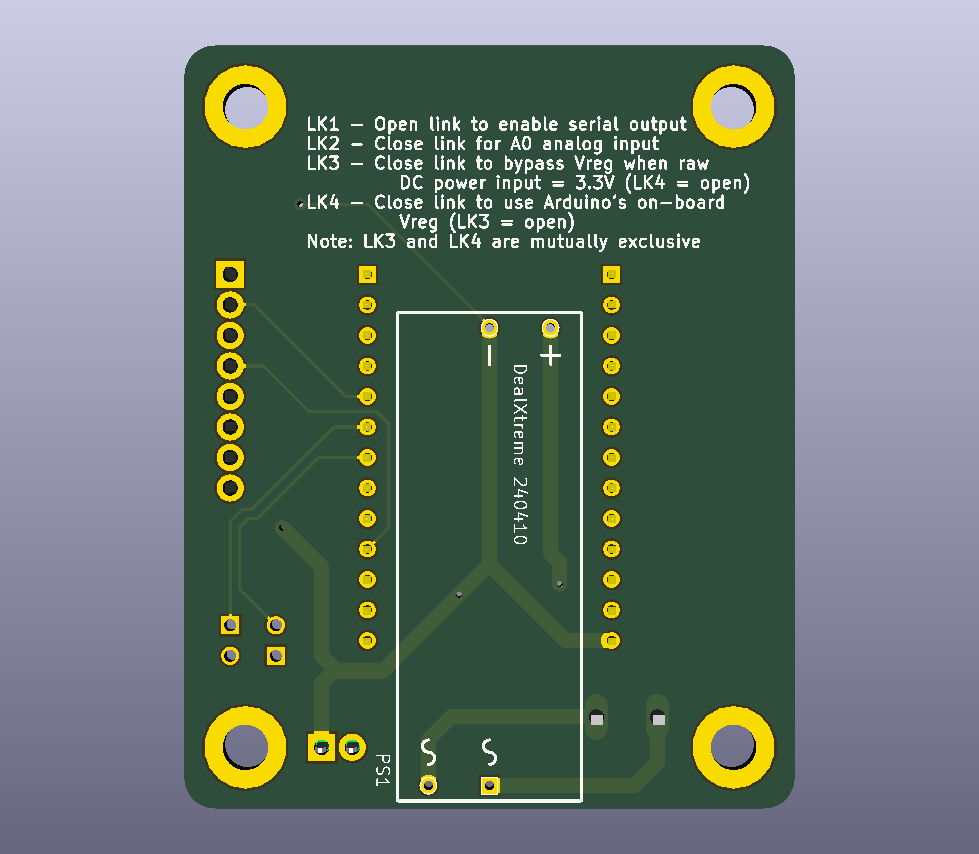 LK1 – Open link to enable serial output
LK2 – Close link for A0 analog input
LK3 – Close link to bypass Vreg when raw
DC power input = 3.3V (LK4 = open)
LK4 – Close link to use Arduino's on-board
Vreg (LK3 = open)
Note: LK3 and LK4 are mutually exclusive
– +
DealXtreme 240410
PS1